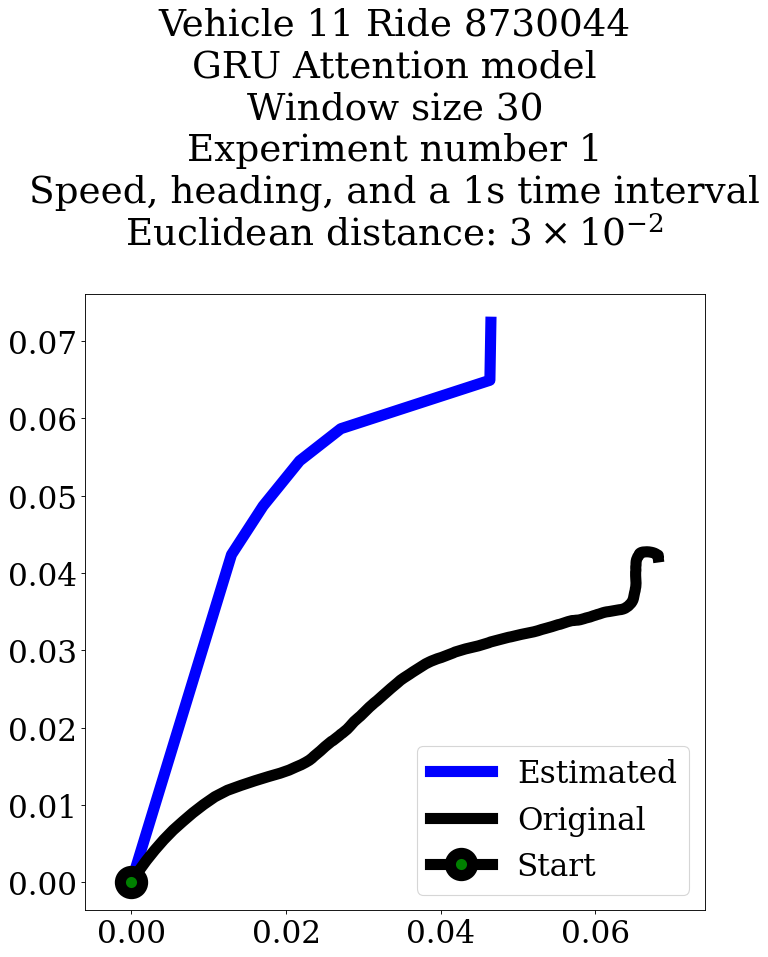 Vehicle 11 Ride 8730044
GRU Attention model
Window size 30
Experiment number 1
Speed, heading, and a 1s time interval
Euclidean distance: 3 × 10⁻²
0.07
0.06
0.05
0.04
0.03
0.02
0.01
0.00
Estimated
Original
Start
0.00 0.02 0.04 0.06